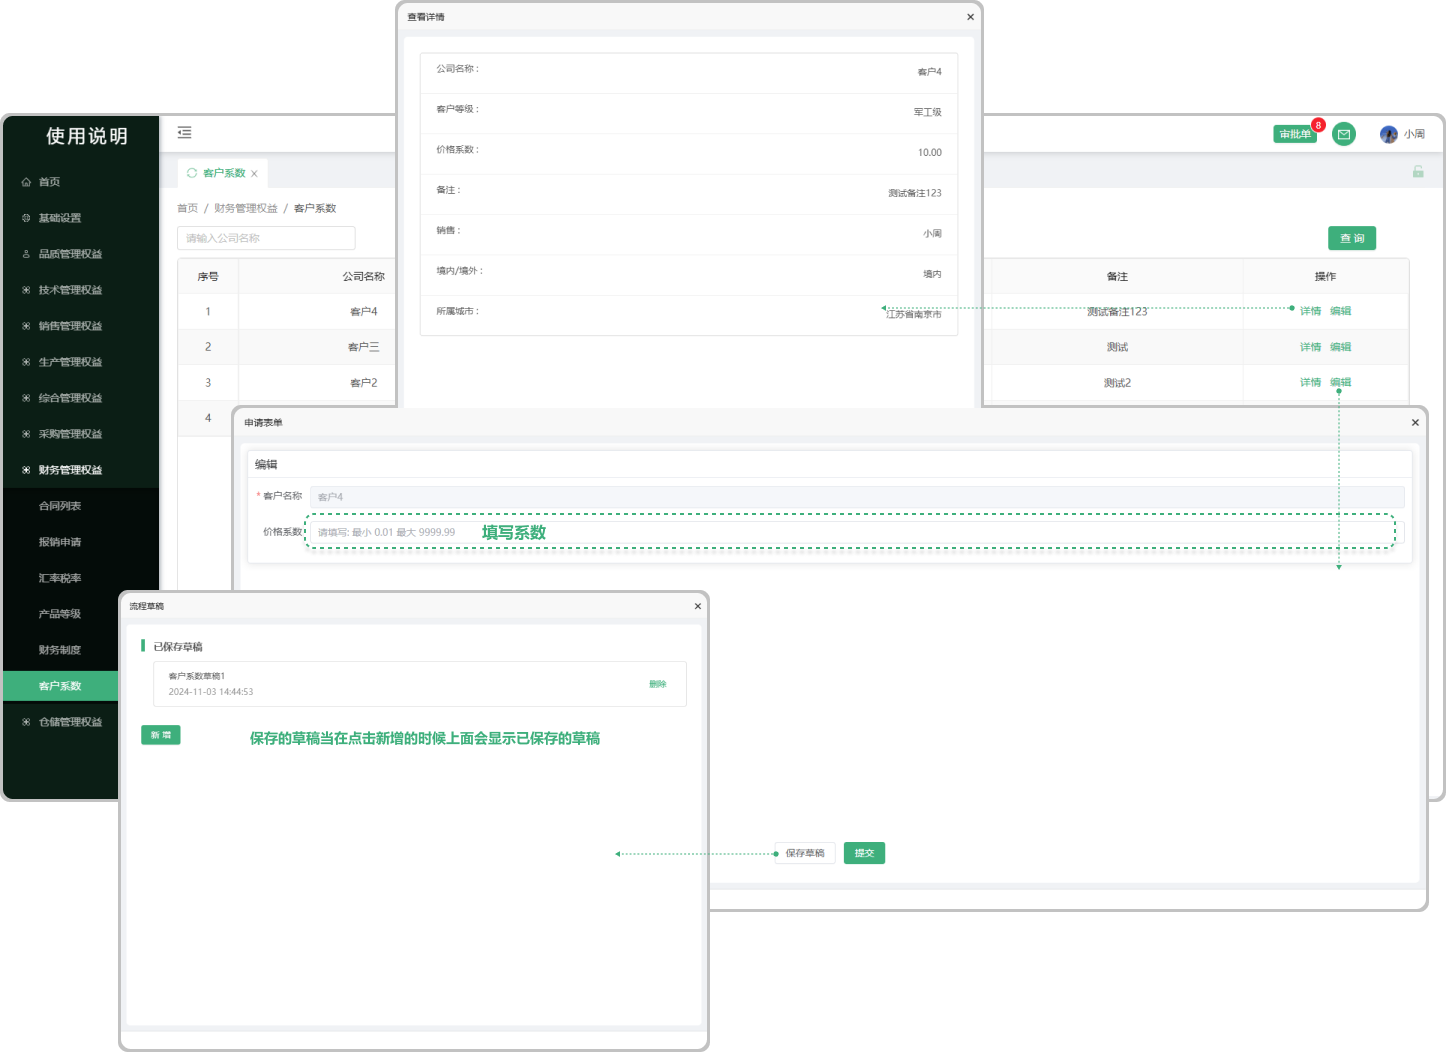 查看详情
公司名称：
客户4
客户等级：
军工级
价格系数：
10.00
备注：
测试备注123
销售：
小周
境内/境外：
境内
所属城市：
江苏省南京市
使用说明
首页
基础设置
品质管理权益
技术管理权益
销售管理权益
生产管理权益
综合管理权益
采购管理权益
财务管理权益
合同列表
报销申请
汇率税率
产品等级
财务制度
客户系数
仓储管理权益
审批单
8
小周
客户系数
首页 / 财务管理权益 / 客户系数
请输入公司名称
查 询
序号 公司名称 备注 操作
1 客户4 测试备注123 详情 编辑
2 客户三 测试 详情 编辑
3 客户2 测试2 详情 编辑
4
申请表单
编辑
* 客户名称 客户4
价格系数 请填写: 最小 0.01 最大 9999.99 填写系数
保存草稿 提交
流程草稿
已保存草稿
客户系数草稿1
2024-11-03 14:44:53
删除
新 增
保存的草稿当在点击新增的时候上面会显示已保存的草稿